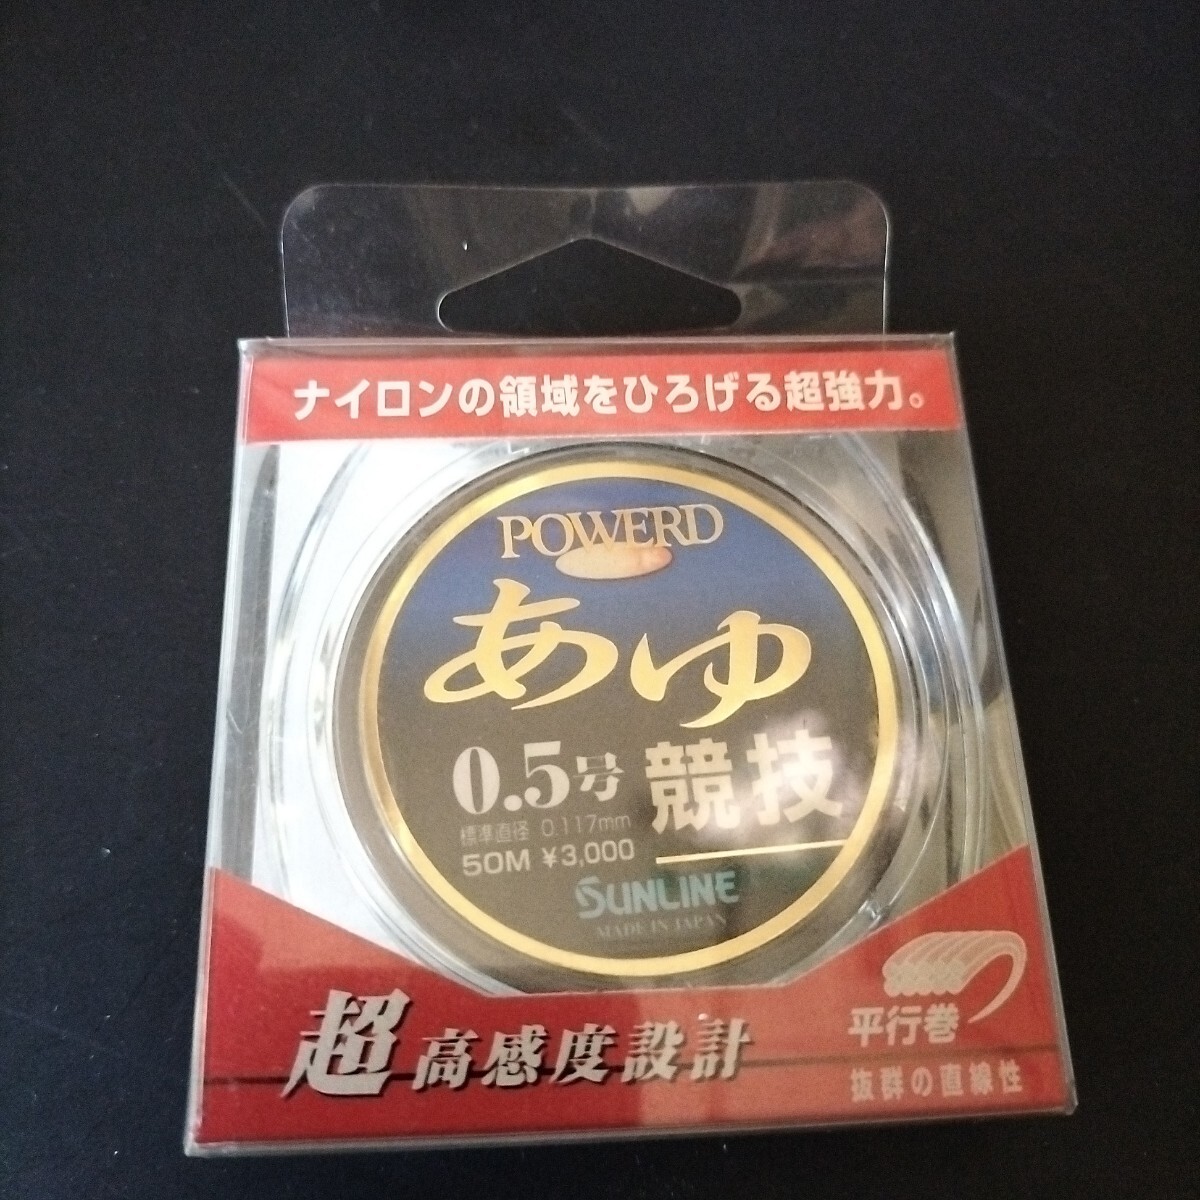 ナイロンの領域をひろげる超強力。
POWERD
あゆ
0.5号 競技
標準直径 0.117mm
50M ¥3,000
SUNLINE
MADE IN JAPAN
超高感度設計
平行巻
抜群の直線性